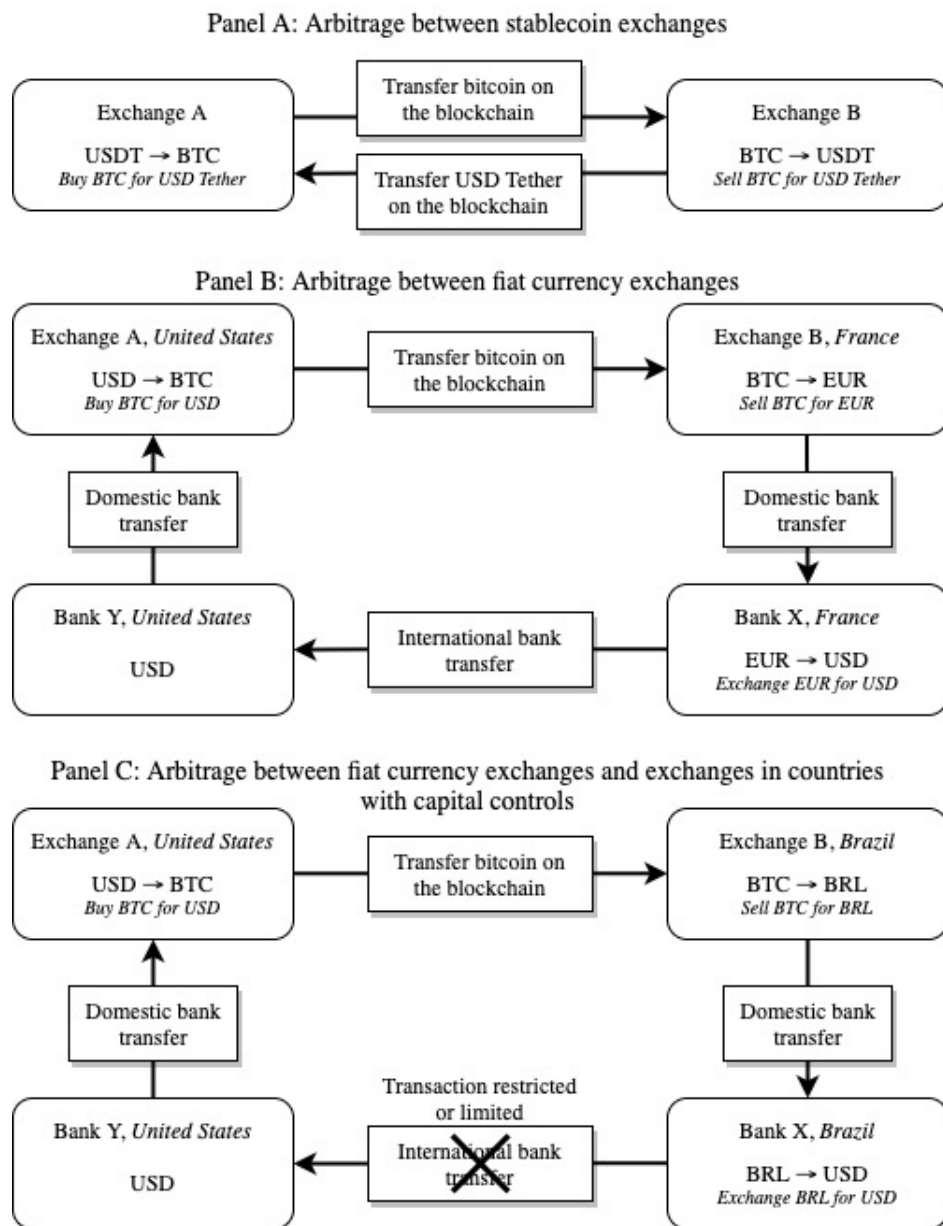 Panel A: Arbitrage between stablecoin exchanges
Exchange A
USDT → BTC
Buy BTC for USD Tether
Transfer bitcoin on
the blockchain
Transfer USD Tether
on the blockchain
Exchange B
BTC → USDT
Sell BTC for USD Tether
Panel B: Arbitrage between fiat currency exchanges
Exchange A, United States
USD → BTC
Buy BTC for USD
Transfer bitcoin on
the blockchain
Exchange B, France
BTC → EUR
Sell BTC for EUR
Domestic bank
transfer
Domestic bank
transfer
Bank Y, United States
USD
International bank
transfer
Bank X, France
EUR → USD
Exchange EUR for USD
Panel C: Arbitrage between fiat currency exchanges and exchanges in countries
with capital controls
Exchange A, United States
USD → BTC
Buy BTC for USD
Transfer bitcoin on
the blockchain
Exchange B, Brazil
BTC → BRL
Sell BTC for BRL
Domestic bank
transfer
Domestic bank
transfer
Transaction restricted
or limited
Bank Y, United States
USD
International bank
transfer
Bank X, Brazil
BRL → USD
Exchange BRL for USD